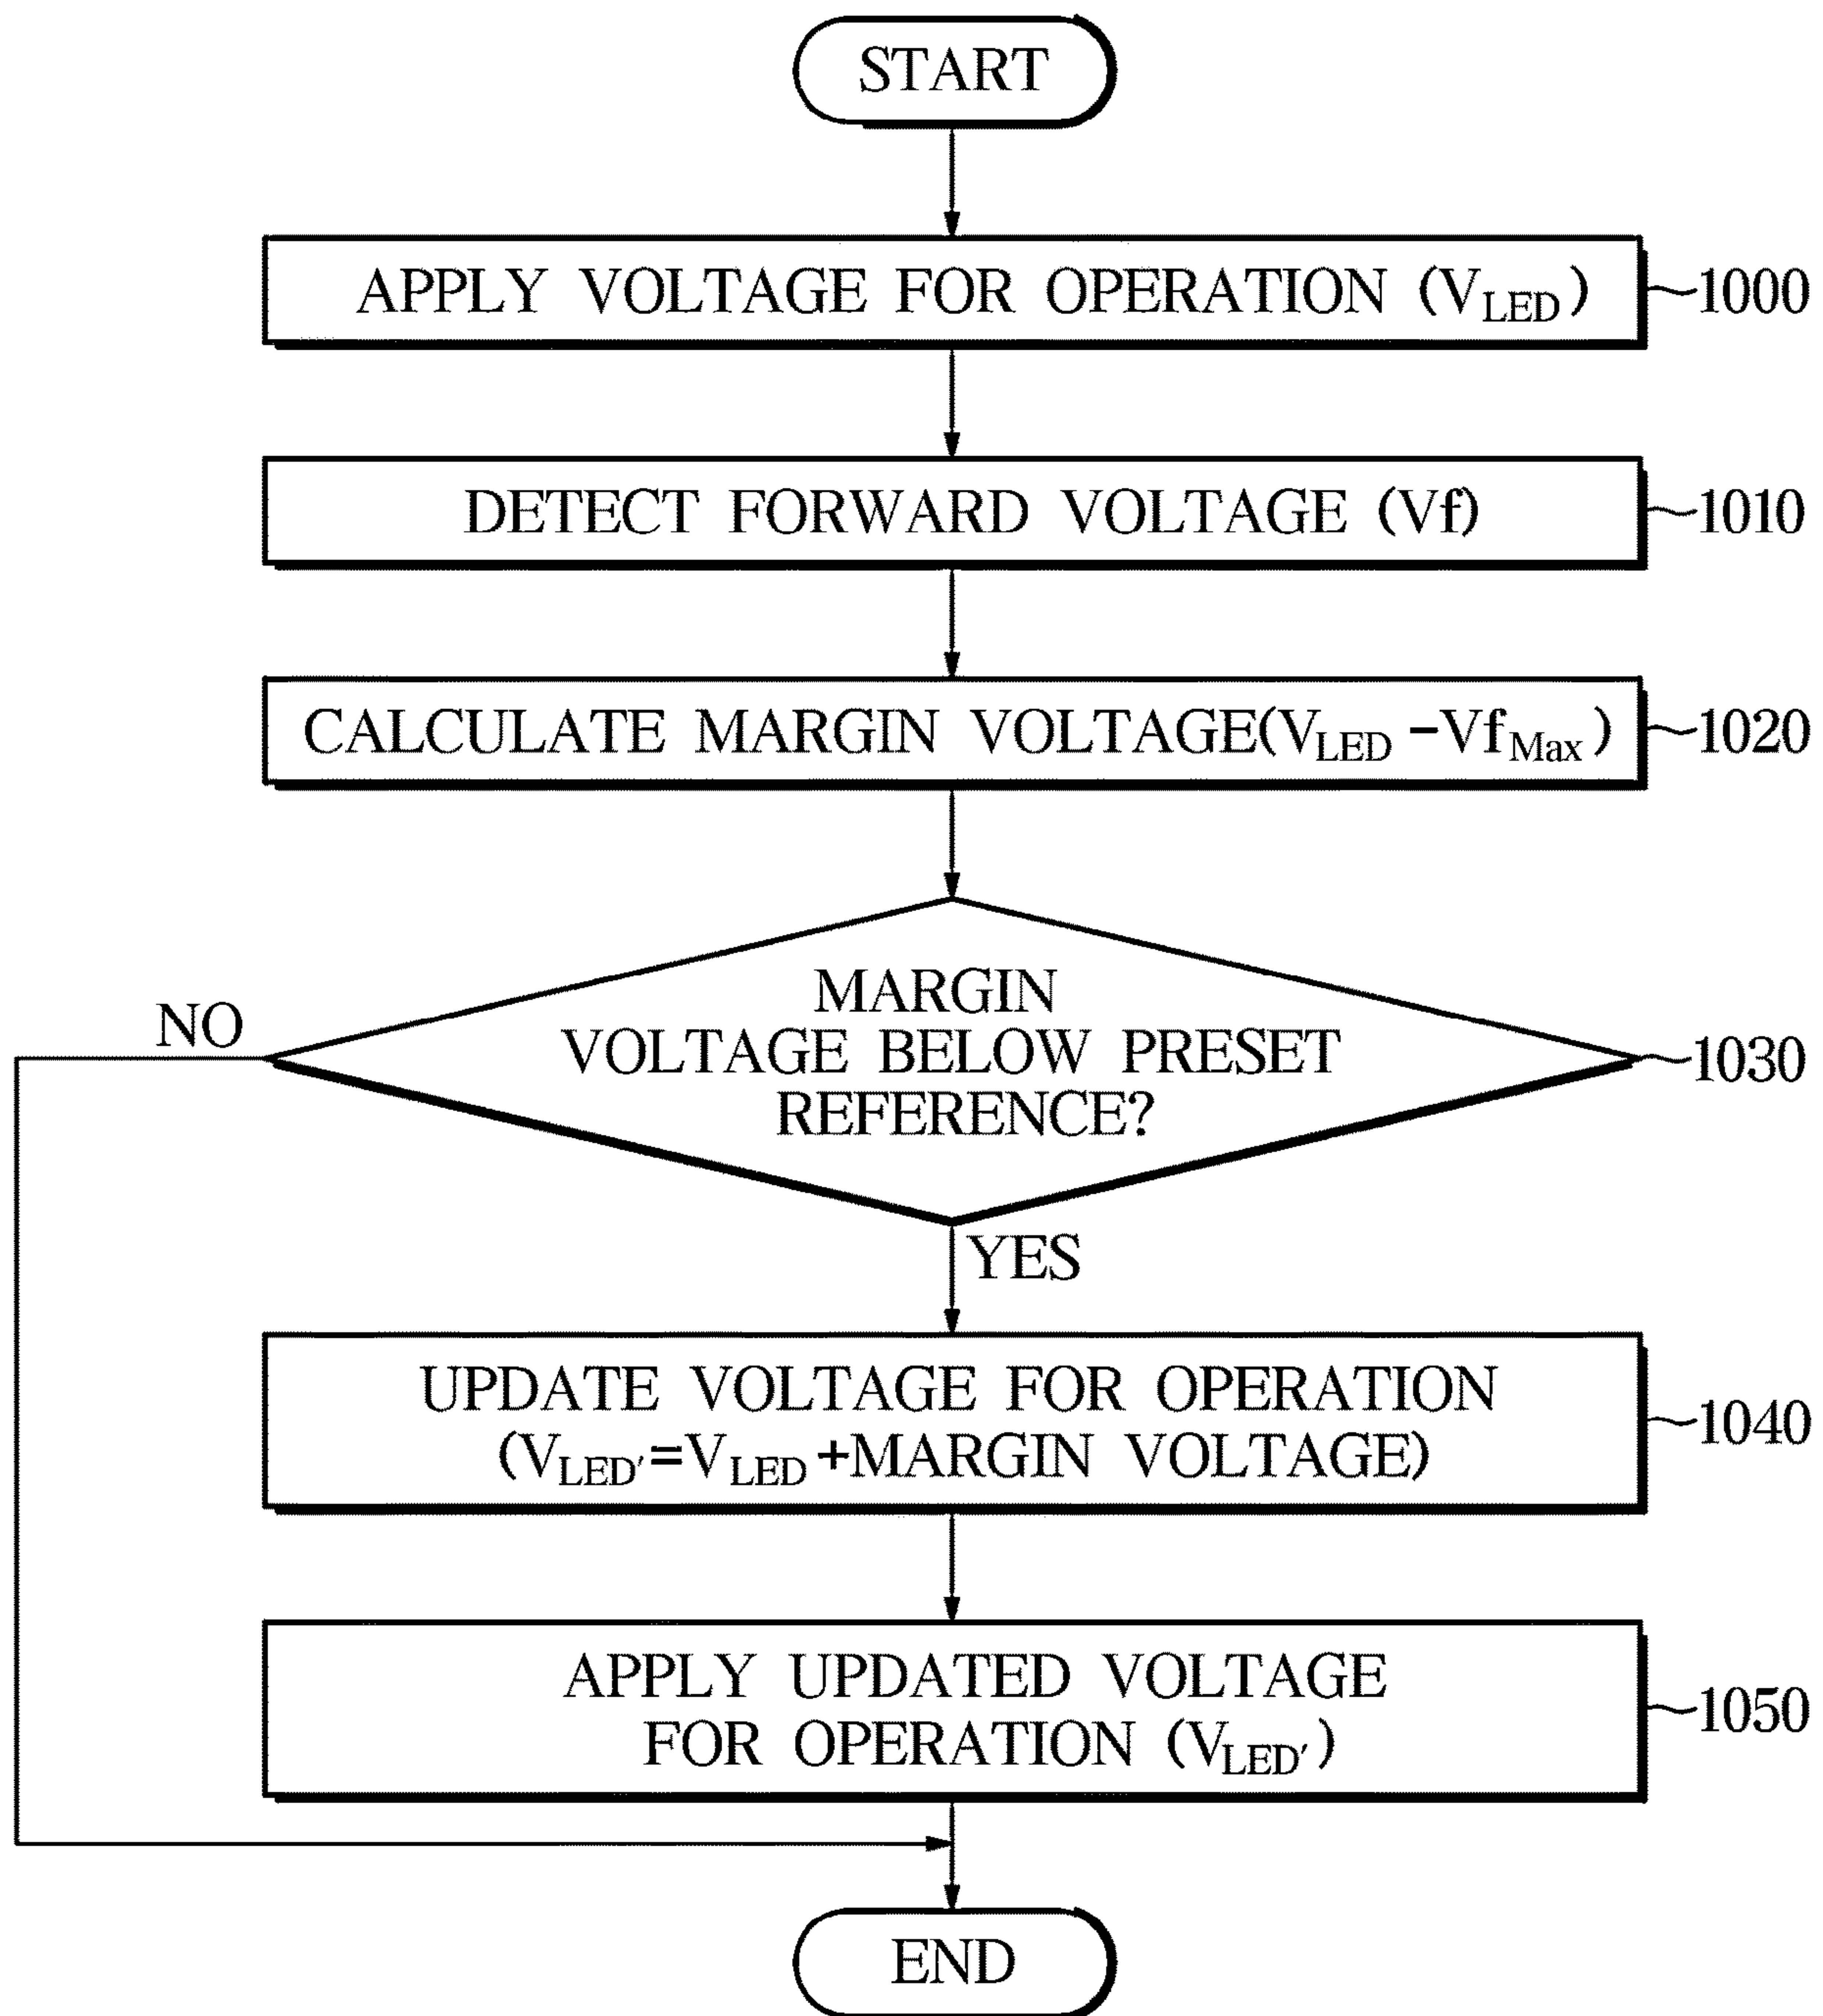 START
APPLY VOLTAGE FOR OPERATION (VLED)
1000
DETECT FORWARD VOLTAGE (Vf)
1010
CALCULATE MARGIN VOLTAGE(VLED -VfMax)
1020
MARGIN
VOLTAGE BELOW PRESET
REFERENCE?
1030
NO
YES
UPDATE VOLTAGE FOR OPERATION
(VLED'=VLED +MARGIN VOLTAGE)
1040
APPLY UPDATED VOLTAGE
FOR OPERATION (VLED')
1050
END